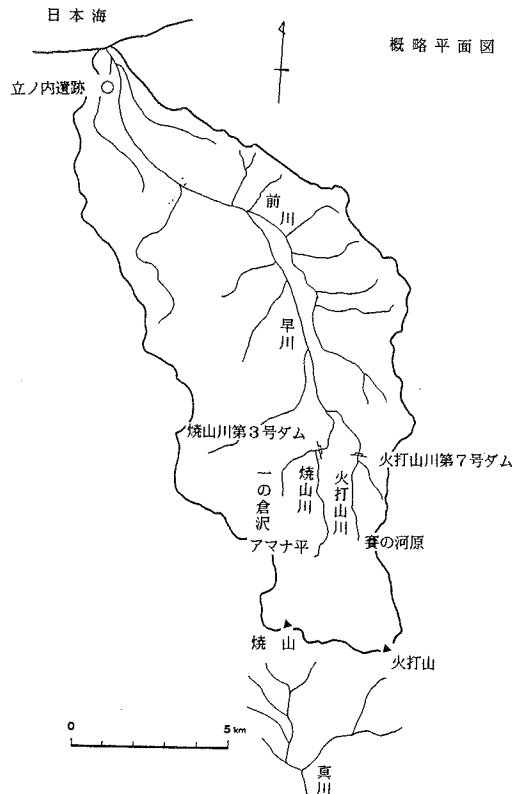 日本海
概略平面図
立ノ内遺跡
前川
早川
焼山川第3号ダム
火打山川第7号ダム
一の倉沢
焼山川
火打山川
アマナ平
賽の河原
焼山
火打山
0
5km
真川